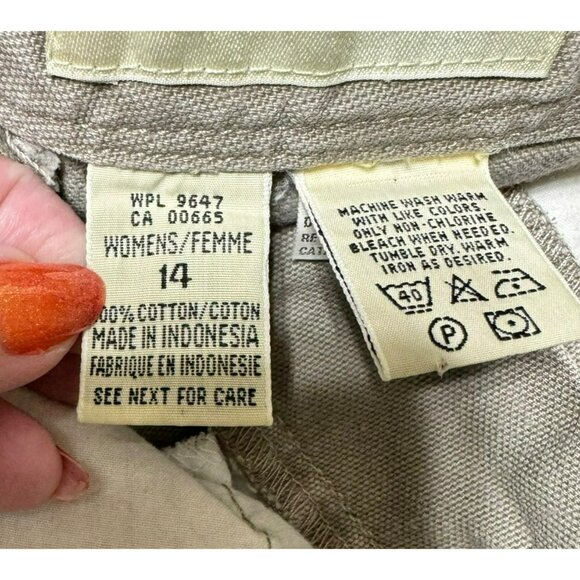 WPL 9647
CA 00665
WOMENS/FEMME
14
100% COTTON/COTON
MADE IN INDONESIA
FABRIQUE EN INDONESIE
SEE NEXT FOR CARE
MACHINE WASH WARM
WITH LIKE COLORS.
ONLY NON-CHLORINE
BLEACH WHEN NEEDED.
TUMBLE DRY. WARM
IRON AS DESIRED.
40
P